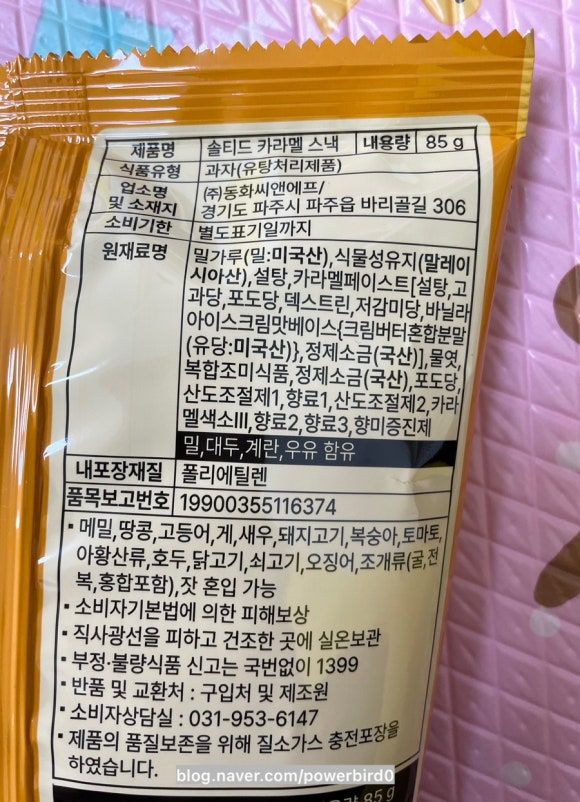 제품명 솔티드 카라멜 스낵 내용량 85 g
식품유형 과자(유탕처리제품)
업소명 및 소재지 ㈜동화씨앤에프/
경기도 파주시 파주읍 바리골길 306
소비기한 별도표기일까지
원재료명 밀가루(밀:미국산),식물성유지(말레이
시아산),설탕,카라멜페이스트[설탕,고
과당,포도당,덱스트린,저감미당,바닐라
아이스크림맛베이스{크림버터혼합분말
(유당:미국산)},정제소금(국산)],물엿,
복합조미식품,정제소금(국산),포도당,
산도조절제1,향료1,산도조절제2,카라
멜색소III,향료2,향료3,향미증진제
밀,대두,계란,우유 함유
내포장재질 폴리에틸렌
품목보고번호 19900355116374
▪ 메밀,땅콩,고등어,게,새우,돼지고기,복숭아,토마토,
아황산류,호두,닭고기,쇠고기,오징어,조개류(굴,전
복,홍합포함),잣 혼입 가능
▪ 소비자기본법에 의한 피해보상
▪ 직사광선을 피하고 건조한 곳에 실온보관
▪ 부정·불량식품 신고는 국번없이 1399
▪ 반품 및 교환처 : 구입처 및 제조원
▪ 소비자상담실 : 031-953-6147
▪ 제품의 품질보존을 위해 질소가스 충전포장을
하였습니다.
blog.naver.com/powerbird0
85 g